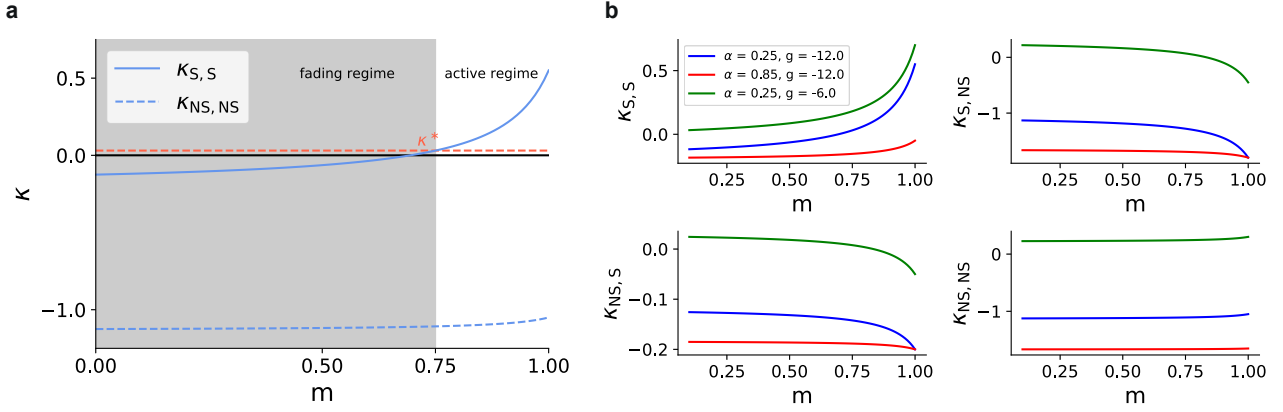 a
κS, S
κNS, NS
fading regime
active regime
κ*
κ
0.5
0.0
−1.0
0.00
0.50
0.75
1.00
m
b
α = 0.25, g = -12.0
α = 0.85, g = -12.0
α = 0.25, g = -6.0
κS, S
0.5
0.0
0.25 0.50 0.75 1.00
m
κS, NS
0
−1
0.25 0.50 0.75 1.00
m
κNS, S
0.0
−0.1
−0.2
0.25 0.50 0.75 1.00
m
κNS, NS
0
−1
0.25 0.50 0.75 1.00
m